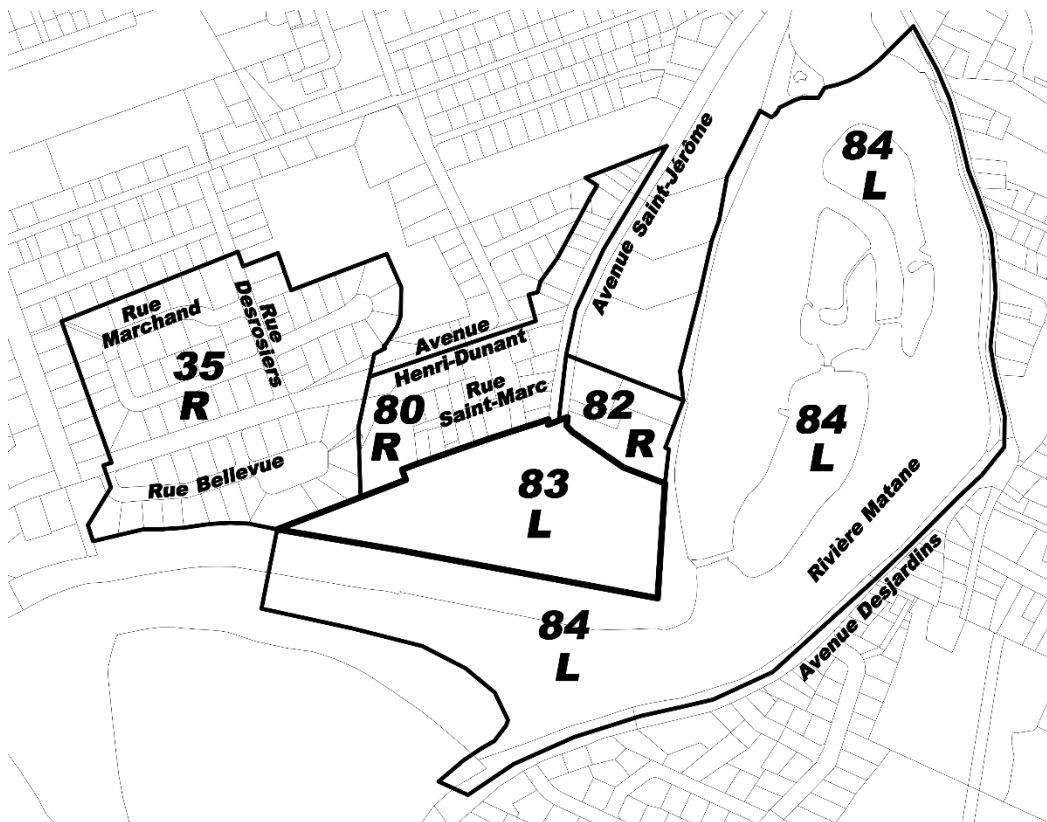 84
L
Avenue Saint-Jérôme
Rue
Marchand
Rue
Desrosiers
35
R
Avenue
Henri-Dunant
Rue
Saint-Marc
80
R
82
R
84
L
Rue Bellevue
83
L
Rivière Matane
Avenue Desjardins
84
L